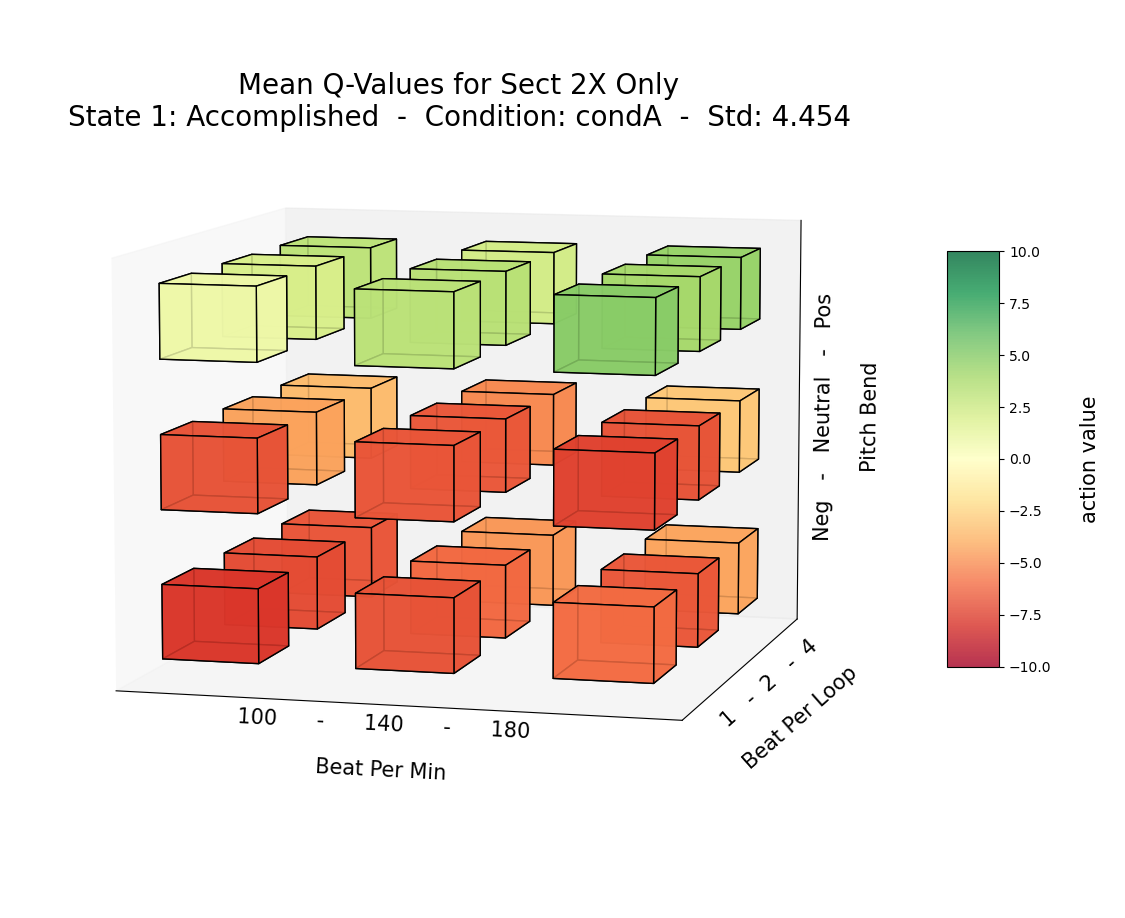 Mean Q-Values for Sect 2X Only
State 1: Accomplished  -  Condition: condA  -  Std: 4.454
10.0
7.5
5.0
2.5
0.0
−2.5
−5.0
−7.5
−10.0
action value
Neg  -  Neutral  -  Pos
Pitch Bend
1  -  2  -  4
Beat Per Loop
100  -  140  -  180
Beat Per Min